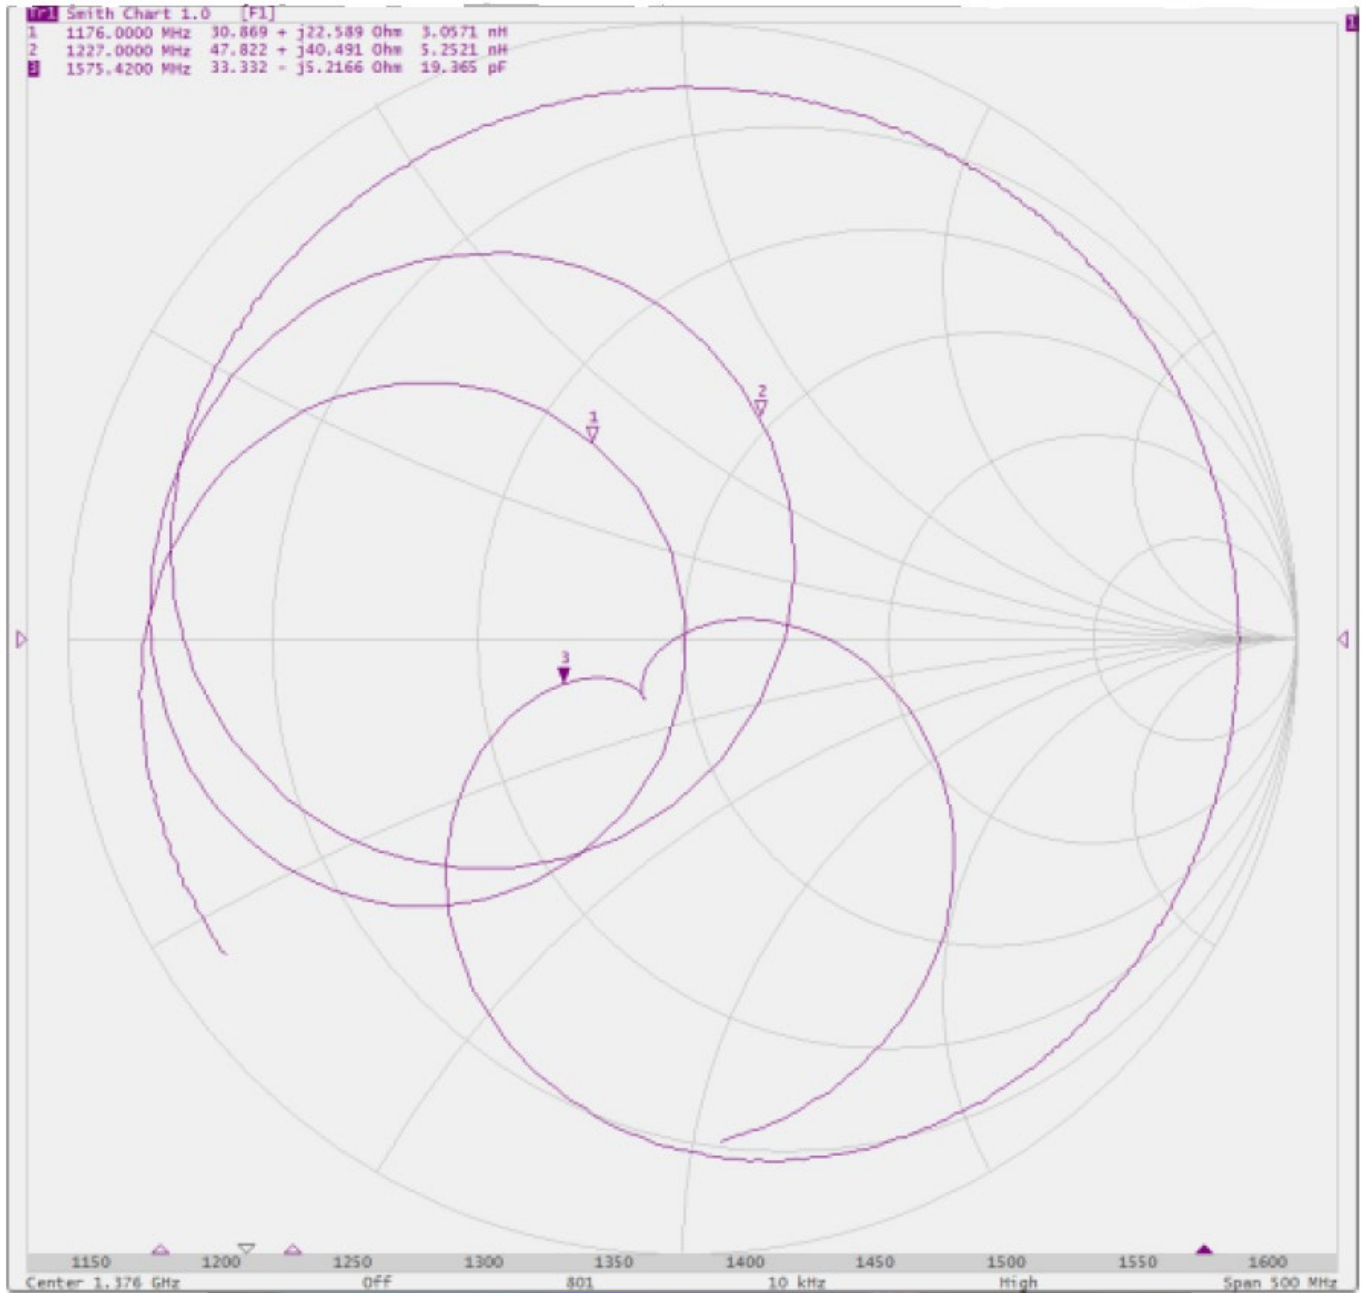 Tr1 Smith Chart 1.0 [F1]
1 1176.0000 MHz 30.869 + j22.589 Ohm 3.0571 nH
2 1227.0000 MHz 47.822 + j40.491 Ohm 5.2521 nH
3 1575.4200 MHz 33.332 - j5.2166 Ohm 19.365 pF
1
2
1
3
1150 1200 1250 1300 1350 1400 1450 1500 1550 1600
Center 1.376 GHz Off 801 10 kHz High Span 500 MHz